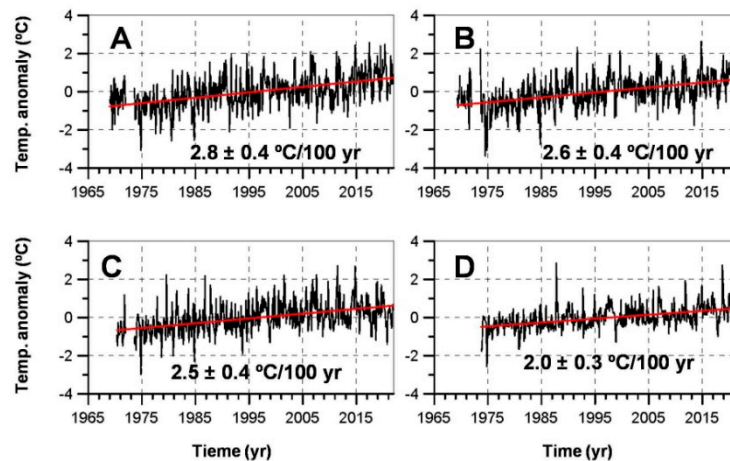 4
2
0
-2
-4
Temp. anomaly (ºC)
A
2.8 ± 0.4 ºC/100 yr
1965 1975 1985 1995 2005 2015
4
2
0
-2
-4
B
2.6 ± 0.4 ºC/100 yr
1965 1975 1985 1995 2005 2015
4
2
0
-2
-4
Temp. anomaly (ºC)
C
2.5 ± 0.4 ºC/100 yr
1965 1975 1985 1995 2005 2015
Tieme (yr)
4
2
0
-2
-4
D
2.0 ± 0.3 ºC/100 yr
1965 1975 1985 1995 2005 2015
Time (yr)